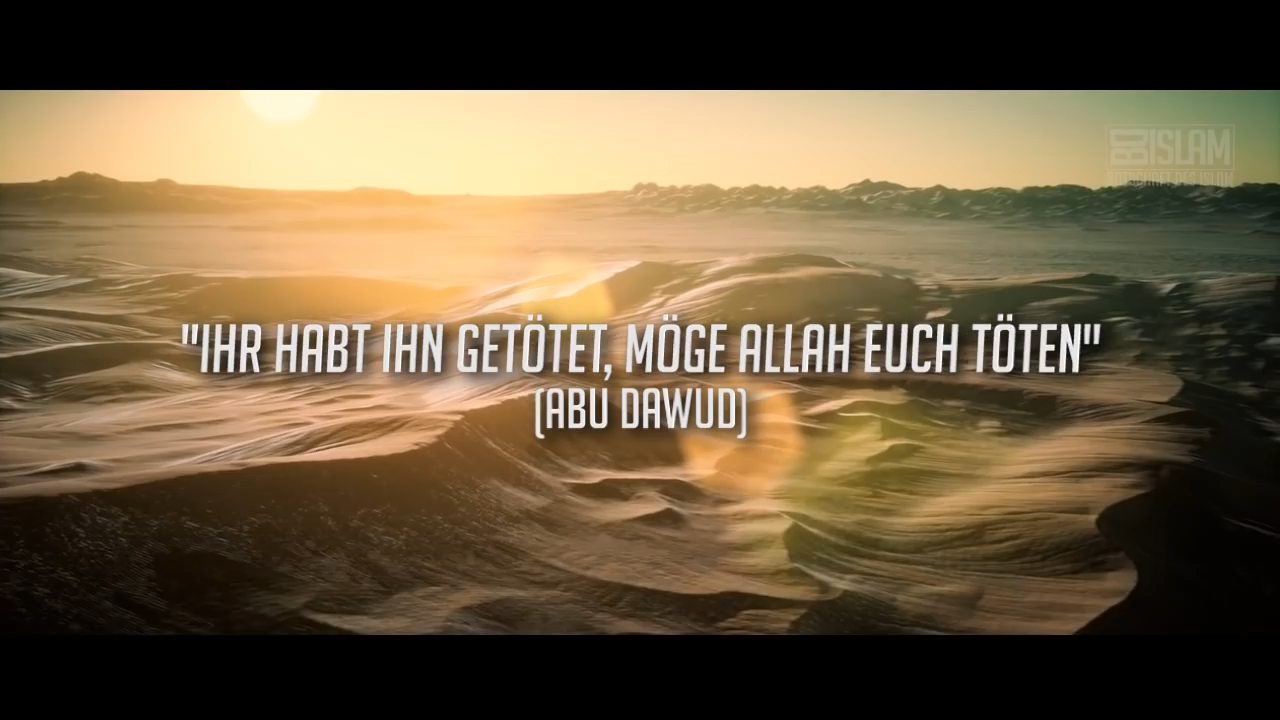 ISLAM
"IHR HABT IHN GETÖTET, MÖGE ALLAH EUCH TÖTEN"
(ABU DAWUD)